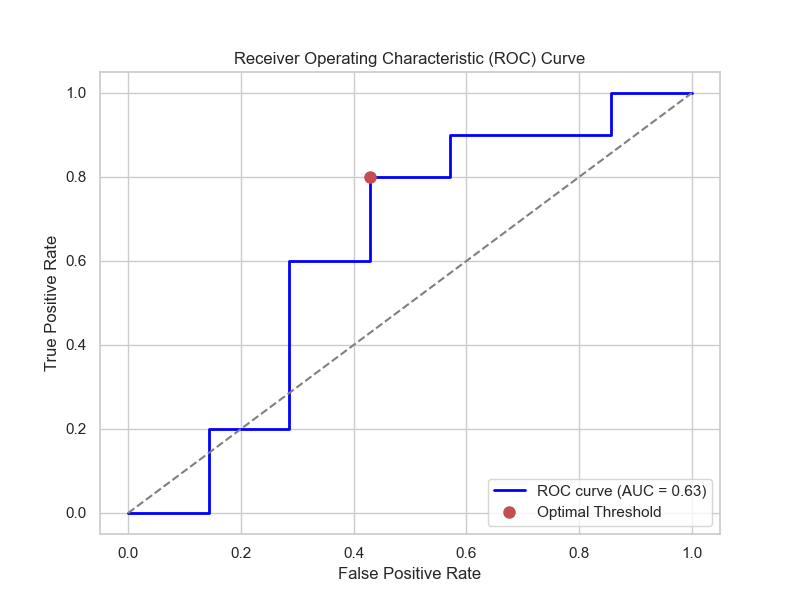 Receiver Operating Characteristic (ROC) Curve
1.0
0.8
0.6
0.4
0.2
0.0
True Positive Rate
0.0
0.2
0.4
0.6
0.8
1.0
False Positive Rate
ROC curve (AUC = 0.63)
Optimal Threshold